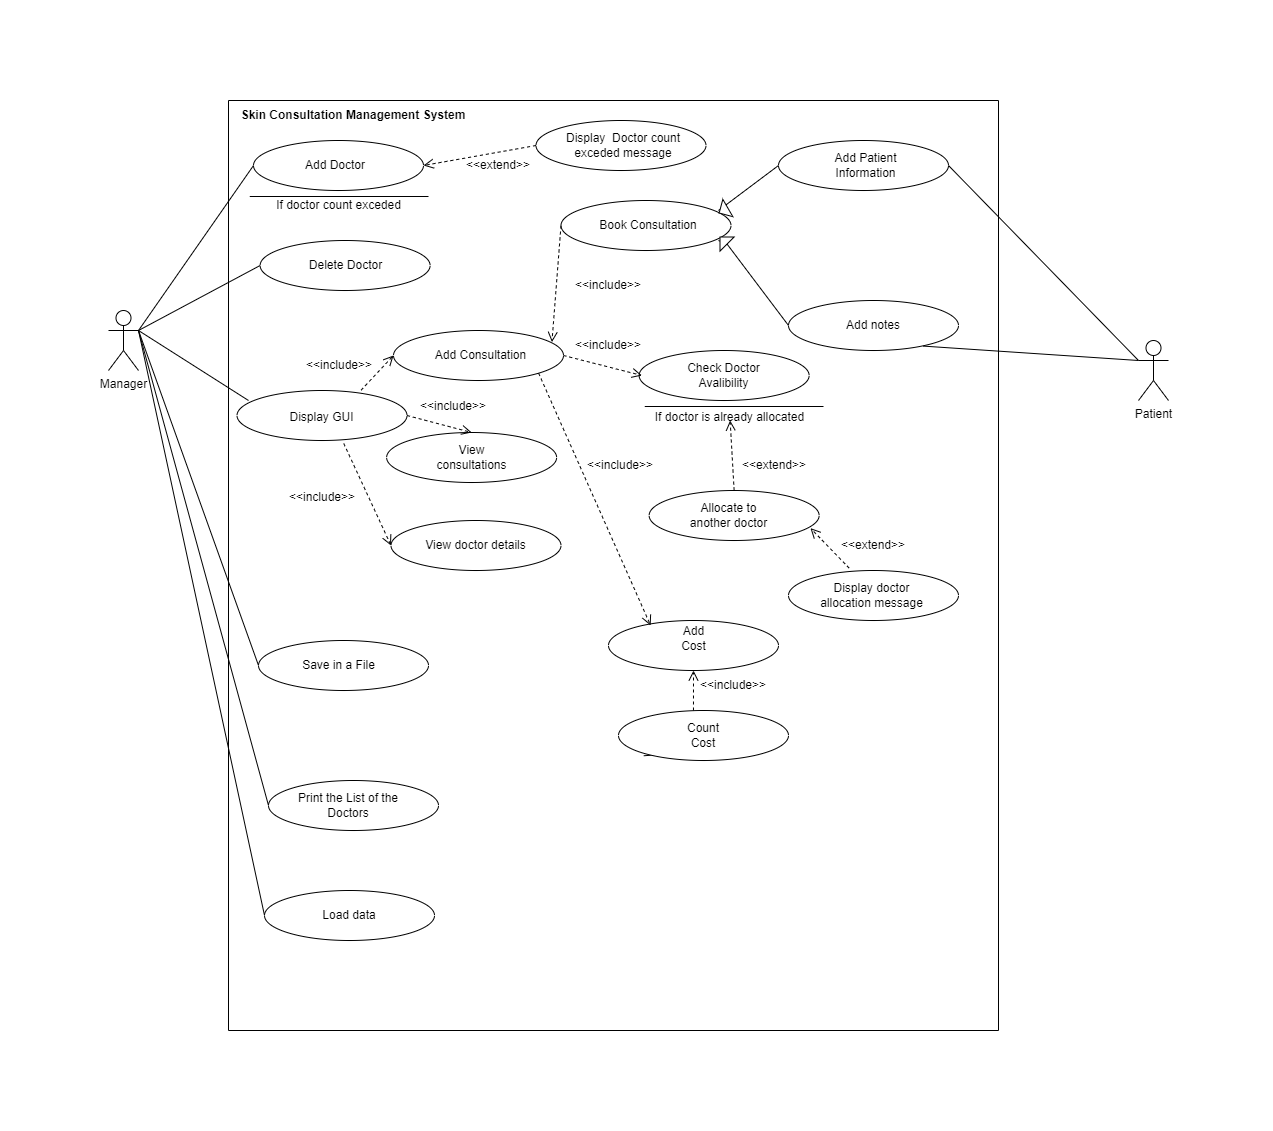 Skin Consultation Management System
Display  Doctor count
exceded message
Add Doctor
<<extend>>
Add Patient
Information
If doctor count exceded
Book Consultation
Delete Doctor
<<include>>
Add notes
Manager
<<include>>
Add Consultation
<<include>>
Check Doctor
Avalibility
Patient
<<include>>
If doctor is already allocated
Display GUI
View
consultations
<<include>>
<<extend>>
<<include>>
Allocate to
another doctor
View doctor details
<<extend>>
Display doctor
allocation message
Add
Cost
Save in a File
<<include>>
Count
Cost
Print the List of the
Doctors
Load data